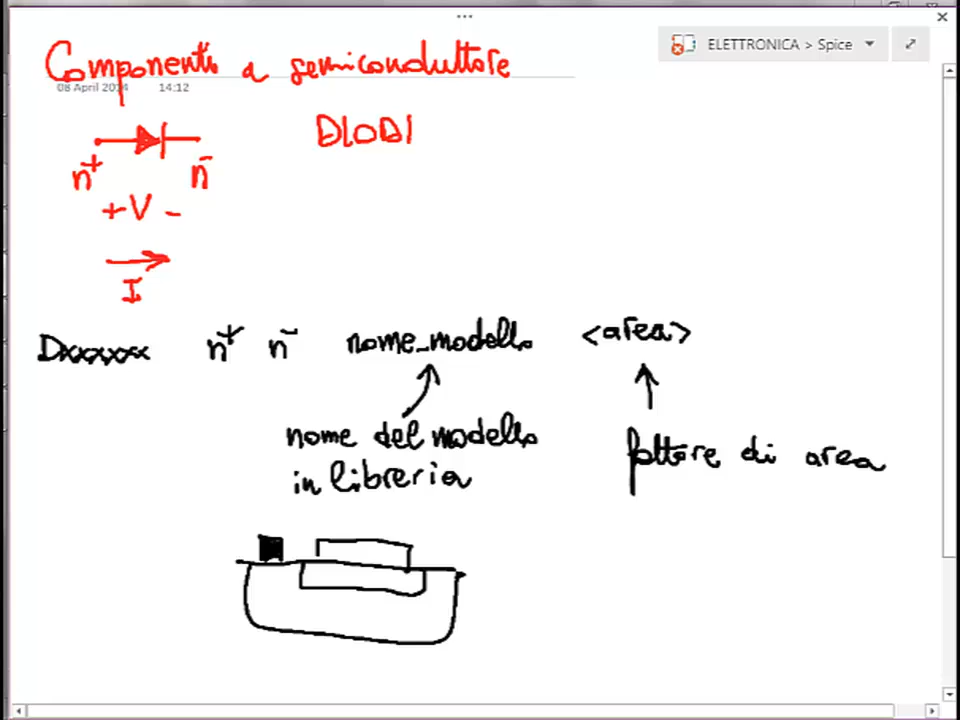 ELETTRONICA > Spice
Componenti a semiconduttore
08 April 2014 14:12
DIODI
n+ n-
+ V -
I
Dxxxxxx n+ n- nome_modello <area>
nome del modello
in libreria
fattore di area